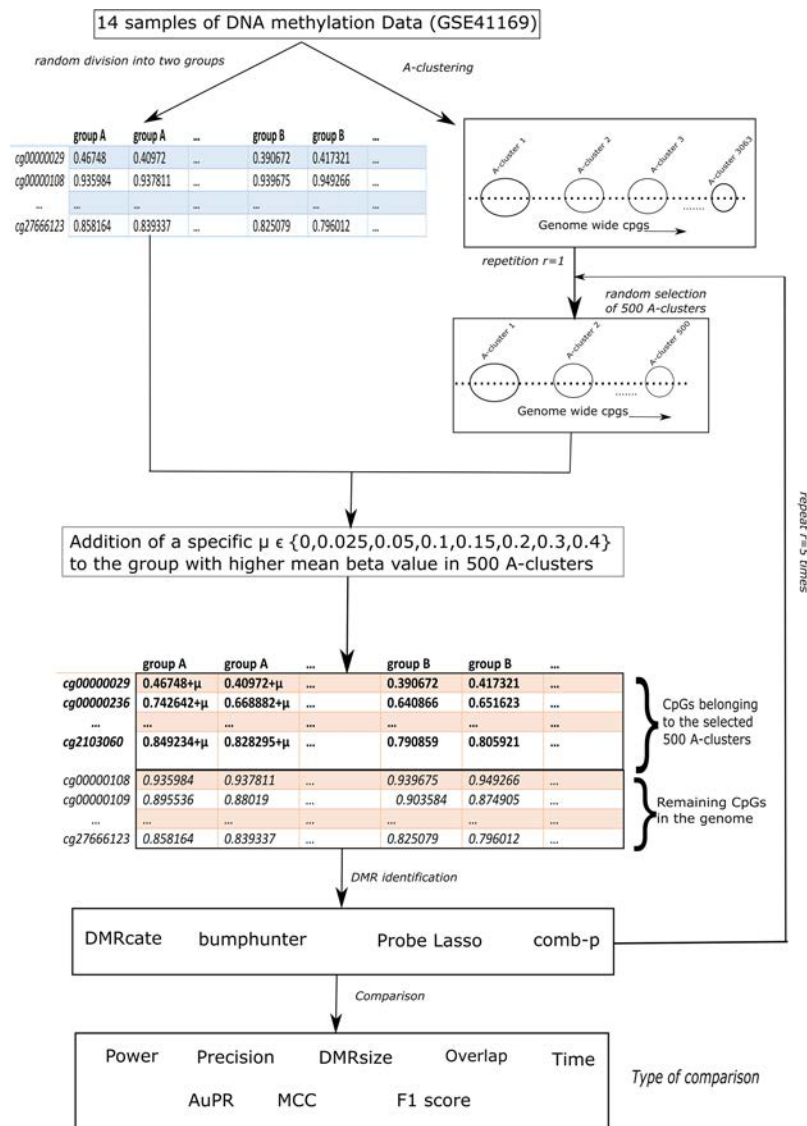 14 samples of DNA methylation Data (GSE41169)
random division into two groups
A-clustering
group A group A ... group B group B ...
cg00000029 0.46748 0.40972 ... 0.390672 0.417321 ...
cg00000108 0.935984 0.937811 ... 0.939675 0.949266 ...
... ... ... ... ...
cg27666123 0.858164 0.839337 ... 0.825079 0.796012 ...
A-cluster 1
A-cluster 2
A-cluster 3
A-cluster 3063
.......
Genome wide cpgs
repetition r=1
random selection
of 500 A-clusters
A-cluster 1
A-cluster 2
A-cluster 500
.......
Genome wide cpgs
repeat r=5 times
Addition of a specific μ ϵ {0,0.025,0.05,0.1,0.15,0.2,0.3,0.4}
to the group with higher mean beta value in 500 A-clusters
group A group A ... group B group B ...
cg00000029 0.46748+μ 0.40972+μ ... 0.390672 0.417321 ...
cg00000236 0.742642+μ 0.668882+μ ... 0.640866 0.651623 ...
... ... ... ... ... ... ...
cg2103060 0.849234+μ 0.828295+μ ... 0.790859 0.805921 ...
CpGs belonging
to the selected
500 A-clusters
cg00000108 0.935984 0.937811 ... 0.939675 0.949266 ...
cg00000109 0.895536 0.88019 ... 0.903584 0.874905 ...
... ... ... ... ... ... ...
cg27666123 0.858164 0.839337 ... 0.825079 0.796012 ...
Remaining CpGs
in the genome
DMR identification
DMRcate bumphunter Probe Lasso comb-p
Comparison
Power Precision DMRsize Overlap Time
AuPR MCC F1 score
Type of comparison